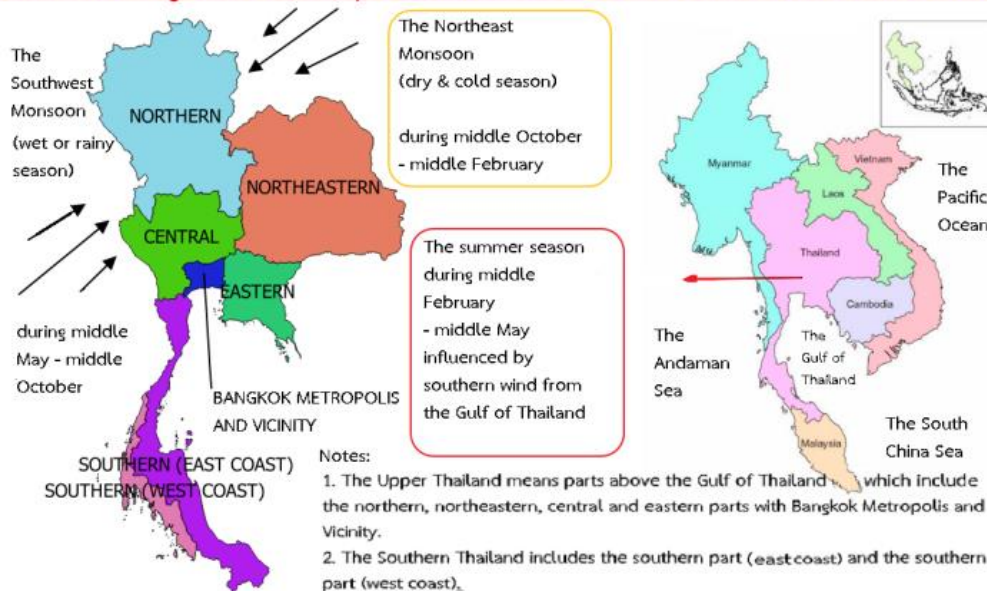 The
Southwest
Monsoon
(wet or rainy
season)
NORTHERN
NORTHEASTERN
CENTRAL
EASTERN
during middle
May - middle
October
BANGKOK METROPOLIS
AND VICINITY
SOUTHERN (EAST COAST)
SOUTHERN (WEST COAST)
The Northeast
Monsoon
(dry & cold season)
during middle October
- middle February
The summer season
during middle
February
- middle May
influenced by
southern wind from
the Gulf of Thailand
Myanmar
Vietnam
Laos
Thailand
Cambodia
Malaysia
The
Pacific
Ocean
The
Andaman
Sea
The
Gulf of
Thailand
The South
China Sea
Notes:
1. The Upper Thailand means parts above the Gulf of Thailand which include
the northern, northeastern, central and eastern parts with Bangkok Metropolis and
Vicinity.
2. The Southern Thailand includes the southern part (east coast) and the southern
part (west coast).